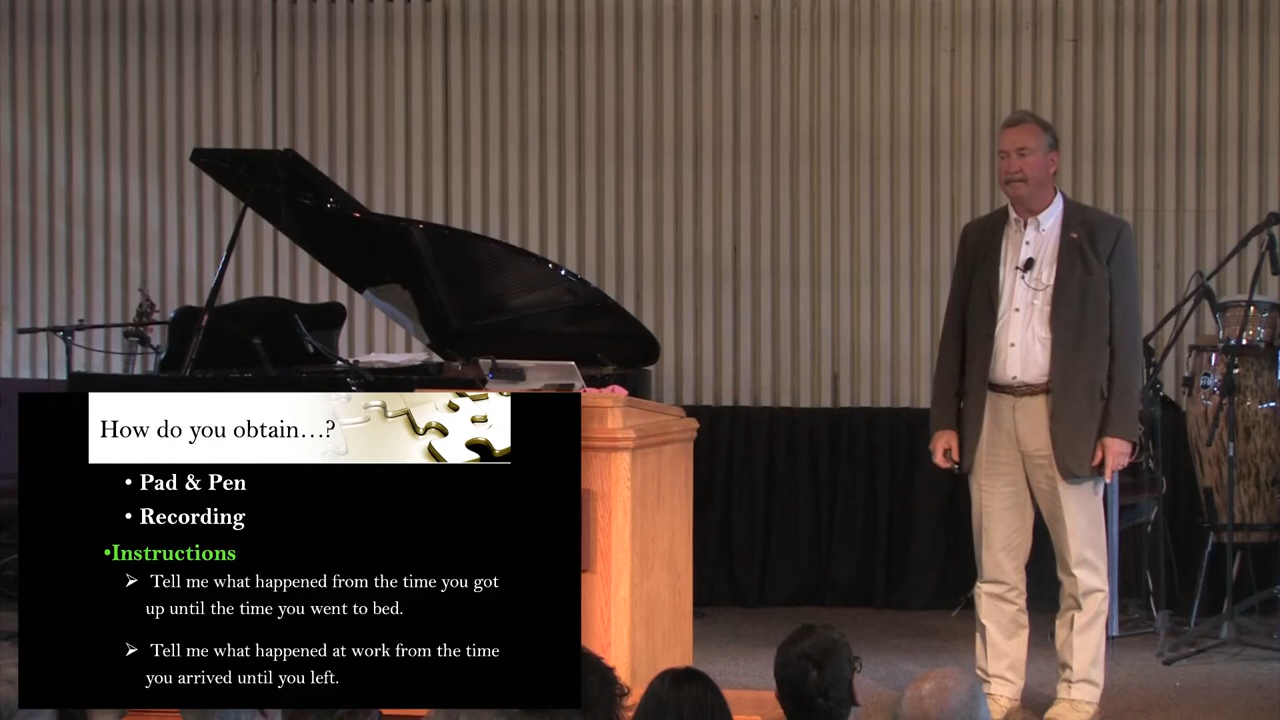 How do you obtain...?
• Pad & Pen
• Recording
•Instructions
➢ Tell me what happened from the time you got
up until the time you went to bed.
➢ Tell me what happened at work from the time
you arrived until you left.